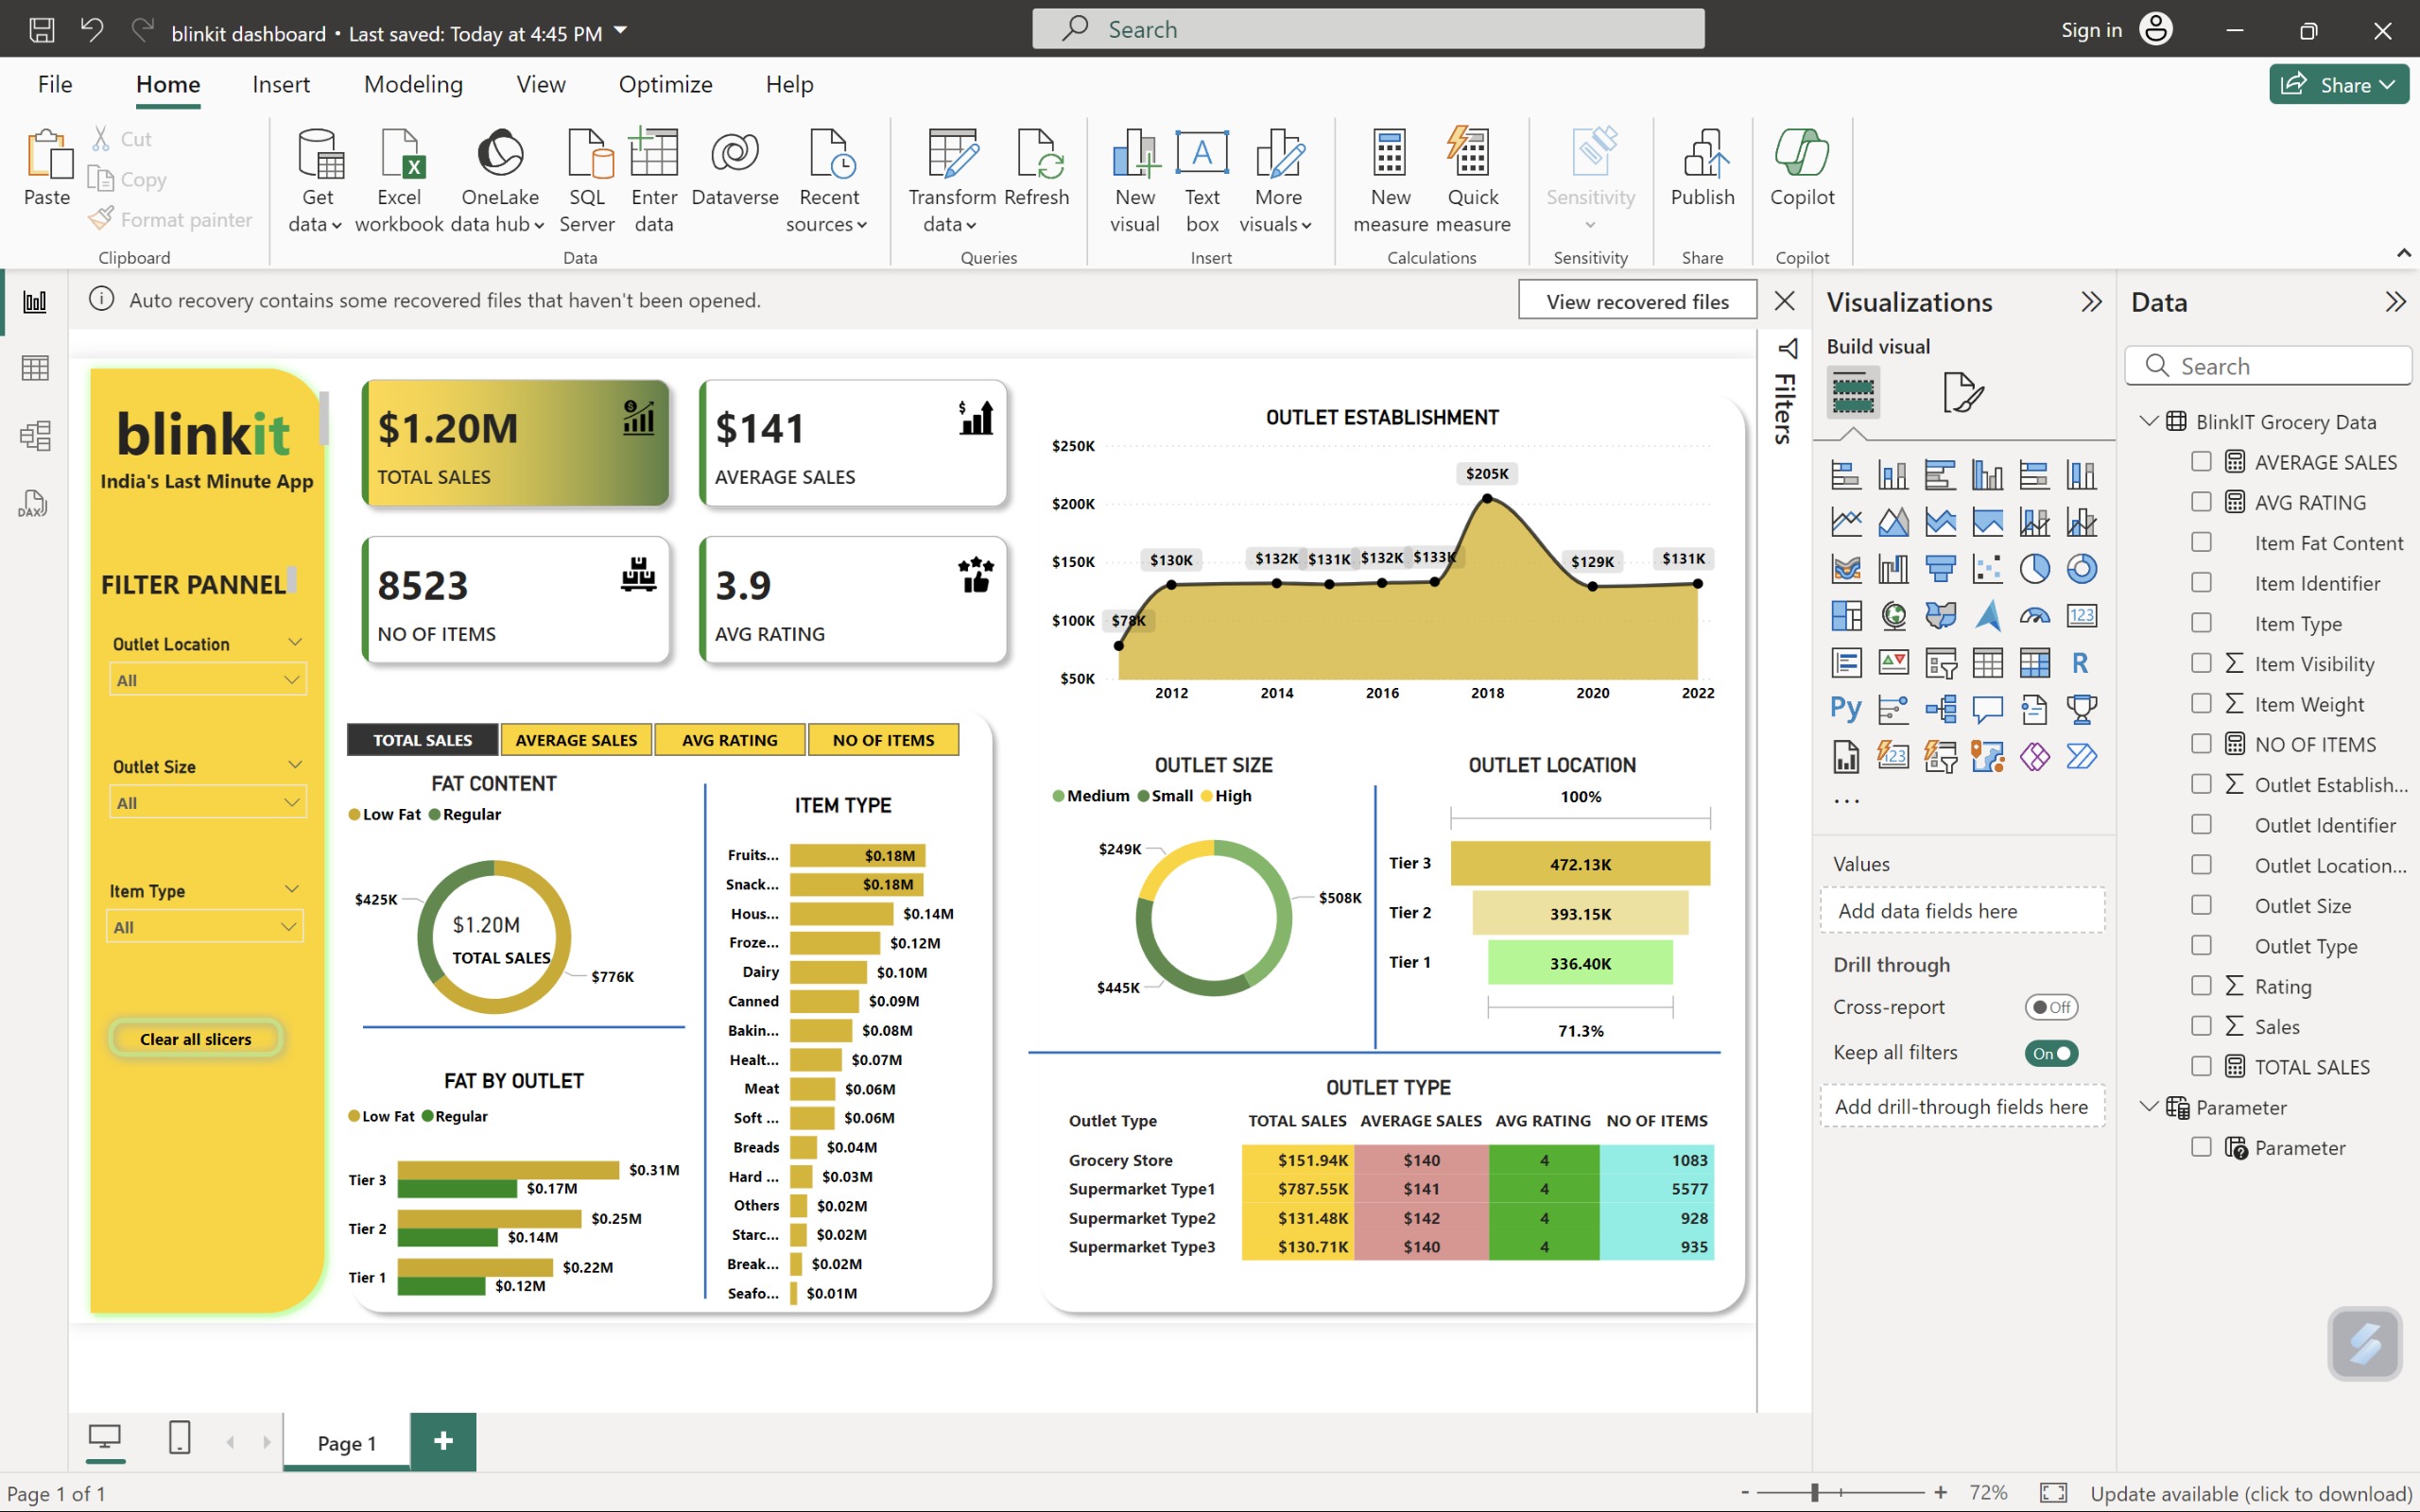 blinkit dashboard • Last saved: Today at 4:45 PM
Search
Sign in
File
Home
Insert
Modeling
View
Optimize
Help
Share
Paste
Cut
Copy
Format painter
Clipboard
Get data
Excel workbook
OneLake data hub
SQL Server
Enter data
Dataverse
Recent sources
Data
Transform data
Refresh
Queries
New visual
Text box
More visuals
Insert
New measure
Quick measure
Calculations
Sensitivity
Sensitivity
Publish
Share
Copilot
Copilot
Auto recovery contains some recovered files that haven't been opened.
View recovered files
DAX
blinkit
India's Last Minute App
FILTER PANNEL
Outlet Location
All
Outlet Size
All
Item Type
All
Clear all slicers
$1.20M
TOTAL SALES
$141
AVERAGE SALES
8523
NO OF ITEMS
3.9
AVG RATING
TOTAL SALES
AVERAGE SALES
AVG RATING
NO OF ITEMS
FAT CONTENT
Low Fat Regular
$425K
$1.20M
TOTAL SALES
$776K
FAT BY OUTLET
Low Fat Regular
Tier 3 $0.31M
$0.17M
Tier 2 $0.25M
$0.14M
Tier 1 $0.22M
$0.12M
ITEM TYPE
Fruits... $0.18M
Snack... $0.18M
Hous... $0.14M
Froze... $0.12M
Dairy $0.10M
Canned $0.09M
Bakin... $0.08M
Healt... $0.07M
Meat $0.06M
Soft ... $0.06M
Breads $0.04M
Hard ... $0.03M
Others $0.02M
Starc... $0.02M
Break... $0.02M
Seafo... $0.01M
OUTLET ESTABLISHMENT
$250K
$200K
$150K
$100K
$50K
$78K
$130K
$132K
$131K
$132K
$133K
$205K
$129K
$131K
2012 2014 2016 2018 2020 2022
OUTLET SIZE
Medium Small High
$249K
$508K
$445K
OUTLET LOCATION
100%
Tier 3 472.13K
Tier 2 393.15K
Tier 1 336.40K
71.3%
OUTLET TYPE
Outlet Type TOTAL SALES AVERAGE SALES AVG RATING NO OF ITEMS
Grocery Store $151.94K $140 4 1083
Supermarket Type1 $787.55K $141 4 5577
Supermarket Type2 $131.48K $142 4 928
Supermarket Type3 $130.71K $140 4 935
Filters
Visualizations
Build visual
123
R
Py
123
...
Values
Add data fields here
Drill through
Cross-report
Off
Keep all filters
On
Add drill-through fields here
Data
Search
BlinkIT Grocery Data
AVERAGE SALES
AVG RATING
Item Fat Content
Item Identifier
Item Type
Item Visibility
Item Weight
NO OF ITEMS
Outlet Establish...
Outlet Identifier
Outlet Location...
Outlet Size
Outlet Type
Rating
Sales
TOTAL SALES
Parameter
Parameter
Page 1
Page 1 of 1
- + 72%
Update available (click to download)